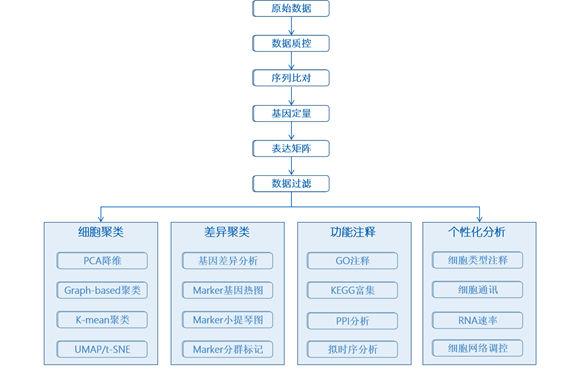 原始数据
数据质控
序列比对
基因定量
表达矩阵
数据过滤
细胞聚类
PCA降维
Graph-based聚类
K-mean聚类
UMAP/t-SNE
差异聚类
基因差异分析
Marker基因热图
Marker小提琴图
Marker分群标记
功能注释
GO注释
KEGG富集
PPI分析
拟时序分析
个性化分析
细胞类型注释
细胞通讯
RNA速率
细胞网络调控